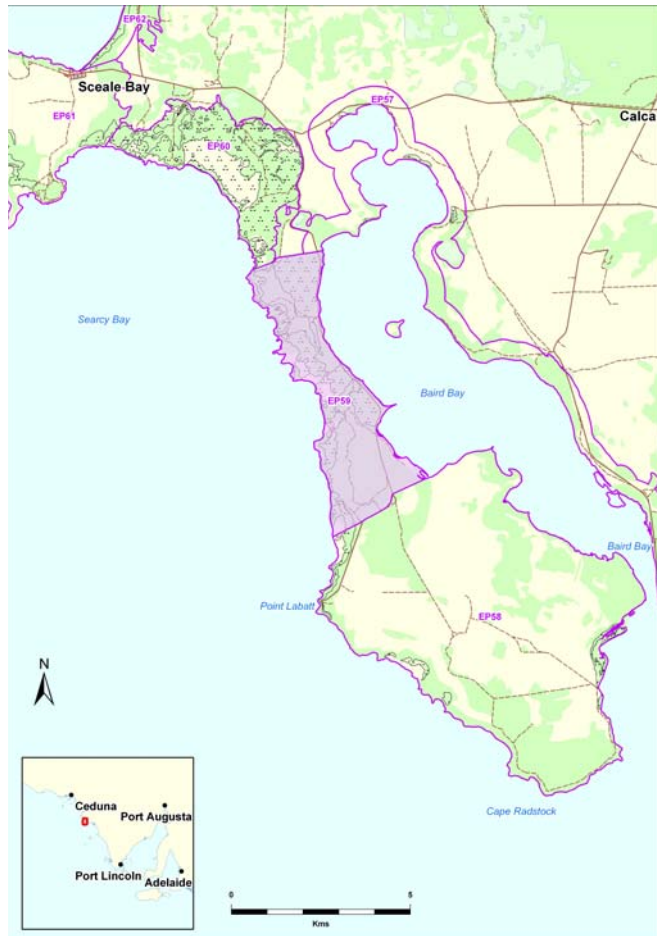 EP62
Sceale Bay
EP57
EP61
Calca
EP60
Searcy Bay
Baird Bay
EP59
Baird Bay
Point Labatt
EP58
N
Ceduna
Port Augusta
Port Lincoln
Adelaide
Cape Radstock
0 5
Kms